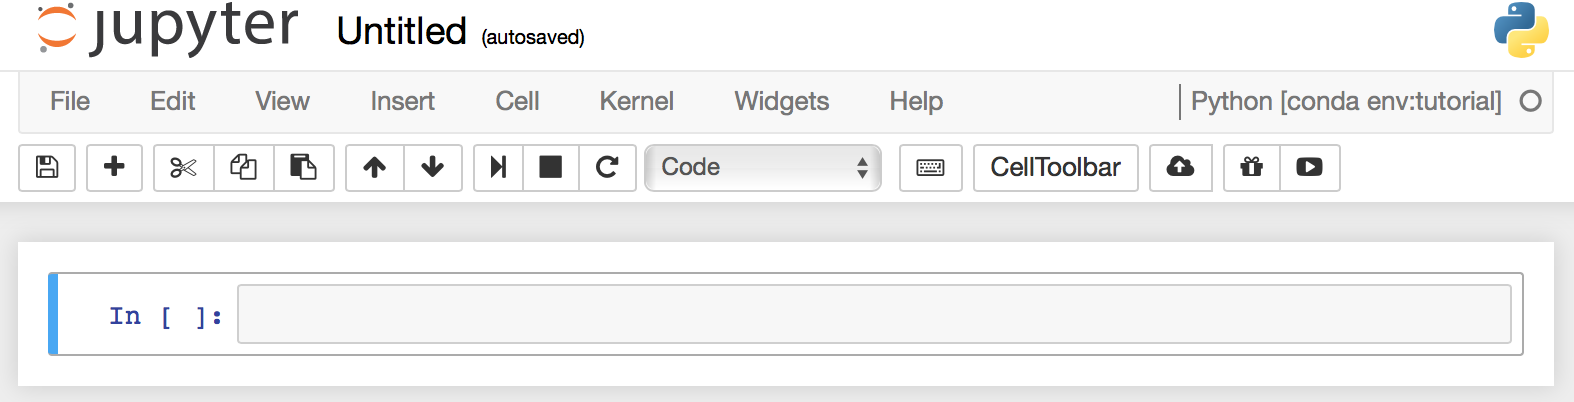 jupyter Untitled (autosaved)
File Edit View Insert Cell Kernel Widgets Help Python [conda env:tutorial]
Code CellToolbar
In [ ]: